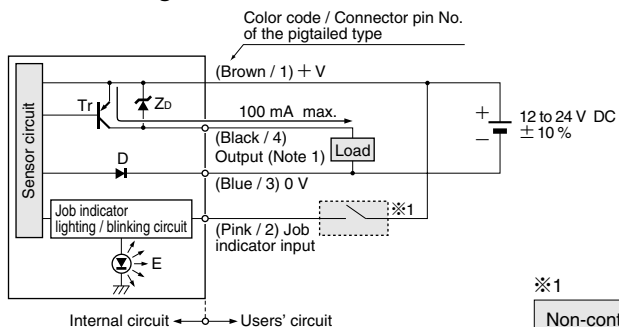 Color code / Connector pin No.
of the pigtailed type
(Brown / 1) + V
Tr
ZD
100 mA max.
+
−
12 to 24 V DC
± 10 %
(Black / 4)
Output (Note 1)
Load
Sensor circuit
D
(Blue / 3) 0 V
Job indicator
lighting / blinking circuit
※1
(Pink / 2) Job
indicator input
E
Internal circuit
Users' circuit
※1